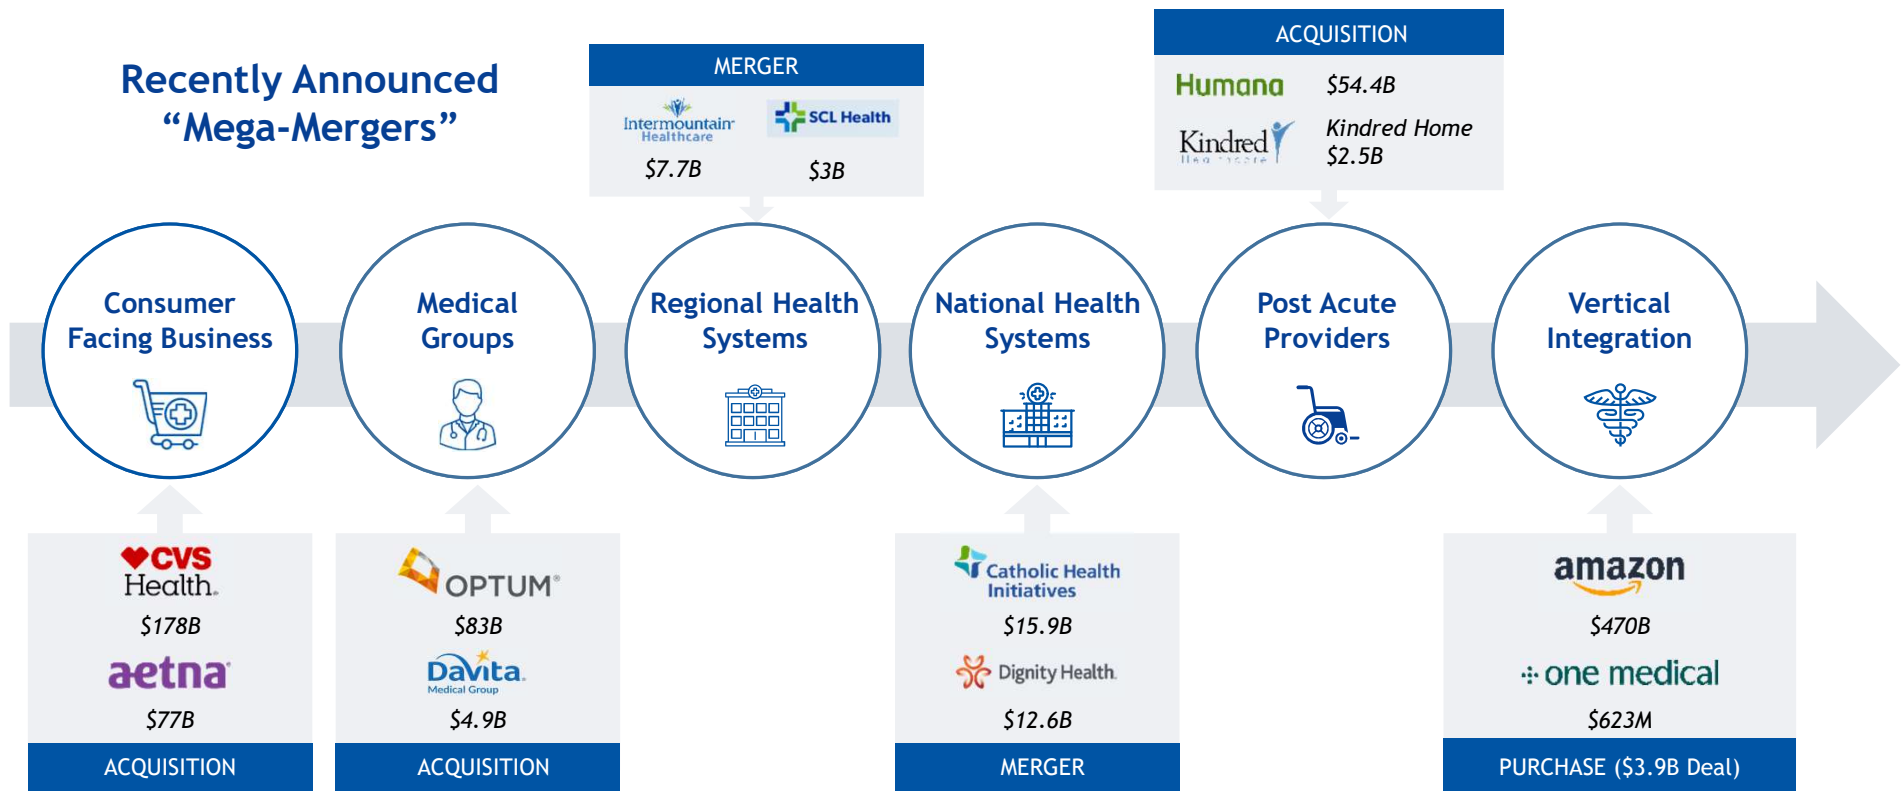 Recently Announced
“Mega-Mergers”
MERGER
Intermountain
Healthcare
SCL Health
$7.7B
$3B
ACQUISITION
Humana
$54.4B
Kindred
Healthcare
Kindred Home
$2.5B
Consumer
Facing Business
Medical
Groups
Regional Health
Systems
National Health
Systems
Post Acute
Providers
Vertical
Integration
CVS
Health.
$178B
aetna
$77B
ACQUISITION
OPTUM®
$83B
DaVita.
Medical Group
$4.9B
ACQUISITION
Catholic Health
Initiatives
$15.9B
Dignity Health.
$12.6B
MERGER
amazon
$470B
one medical
$623M
PURCHASE ($3.9B Deal)